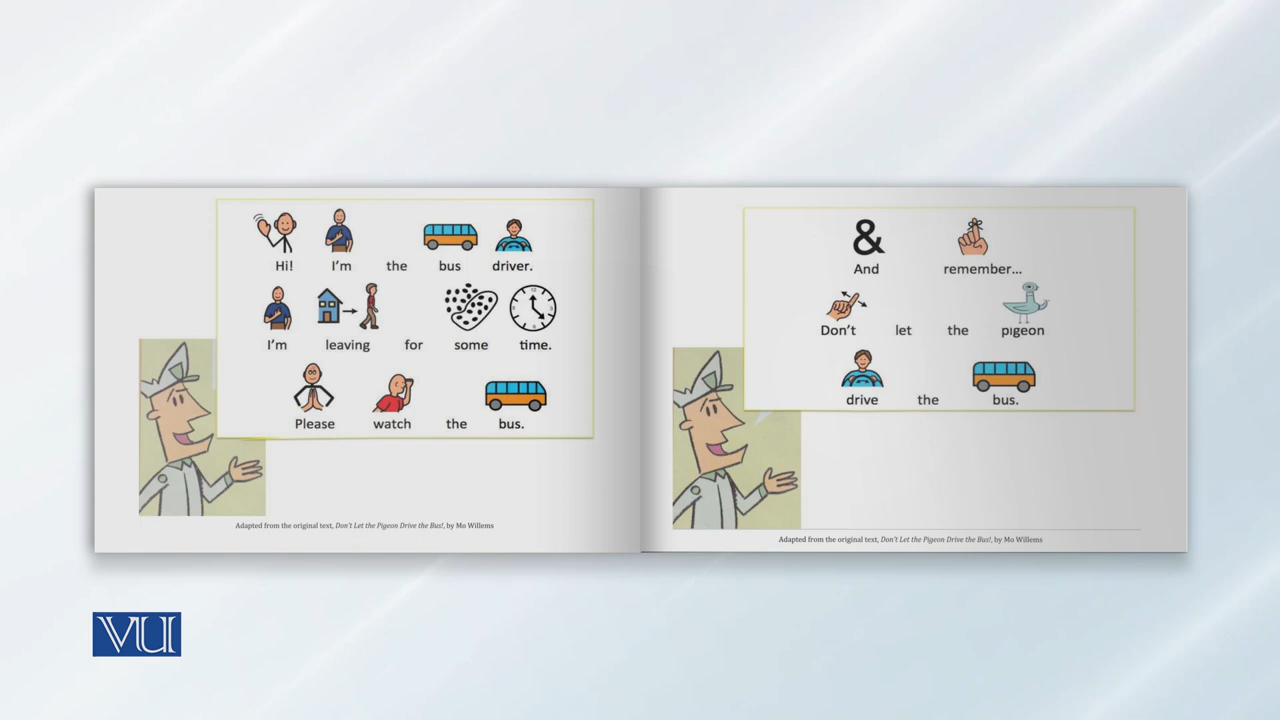 Hi! I'm the bus driver.
I'm leaving for some time.
Please watch the bus.
Adapted from the original text, Don't Let the Pigeon Drive the Bus!, by Mo Willems
& 
And remember...
Don't let the pigeon
drive the bus.
Adapted from the original text, Don't Let the Pigeon Drive the Bus!, by Mo Willems
VU